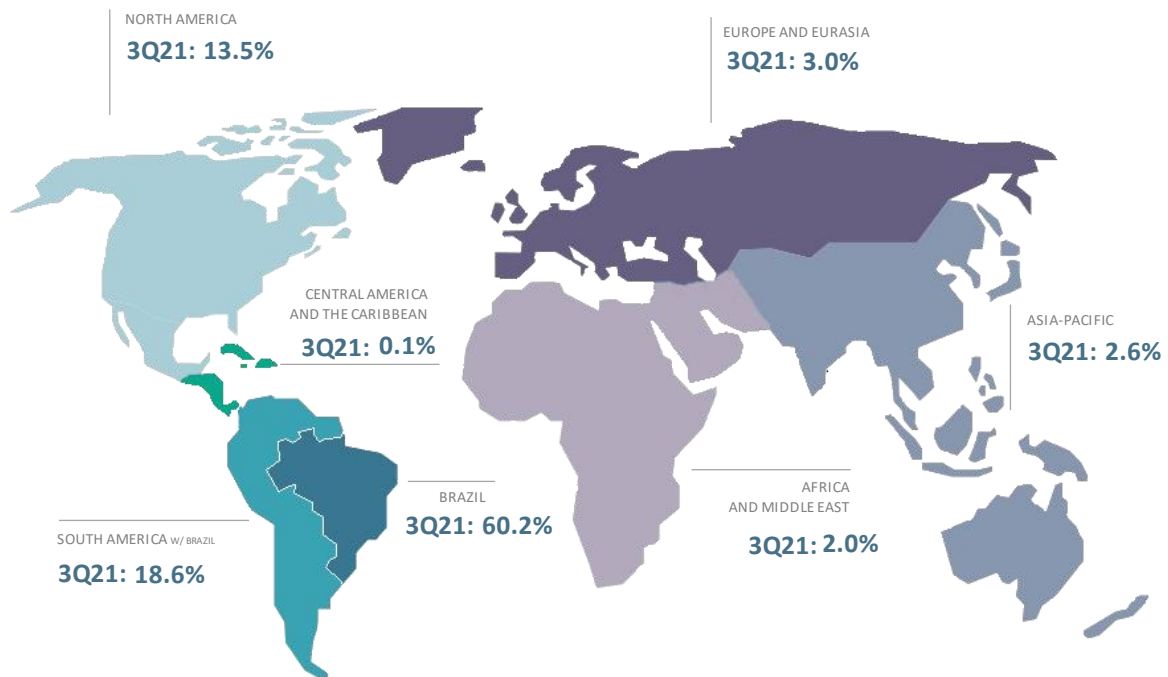 NORTH AMERICA
3Q21: 13.5%
EUROPE AND EURASIA
3Q21: 3.0%
CENTRAL AMERICA
AND THE CARIBBEAN
3Q21: 0.1%
ASIA-PACIFIC
3Q21: 2.6%
BRAZIL
3Q21: 60.2%
AFRICA
AND MIDDLE EAST
3Q21: 2.0%
SOUTH AMERICA W/ BRAZIL
3Q21: 18.6%